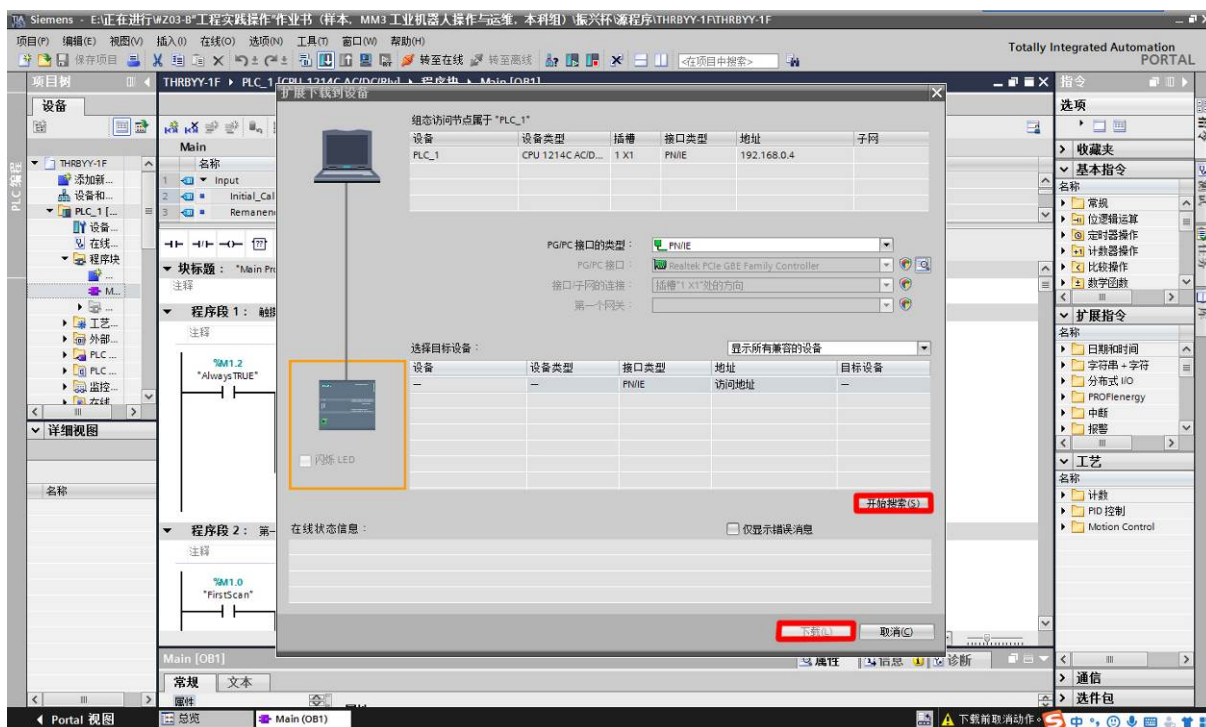 Siemens - E:\正在进行\WZ03-B"工程实践操作"作业书（样本，MM3 工业机器人操作与运维，本科组）\振兴杯\源程序\THRBYY-1F\THRBYY-1F
项目(P) 编辑(E) 视图(V) 插入(I) 在线(O) 选项(N) 工具(T) 窗口(W) 帮助(H)
Totally Integrated Automation
PORTAL
保存项目 转至在线 转至离线 <在项目中搜索>
项目树
THRBYY-1F PLC_1 [CPU 1214C AC/DC/Rly] 程序块 Main [OB1]
指令
设备
选项
PLC 编程
THRBYY-1F
添加新...
设备和...
PLC_1 [...
设备...
在线...
程序块
...
M...
工艺...
外部...
PLC ...
PLC ...
监控...
在线
详细视图
名称
Main
名称
1 Input
2 Initial_Cal
3 Remanen
块标题： "Main Pro
注释
程序段 1：
注释
%M1.2
"AlwaysTRUE"
程序段 2： 第一
注释
%M1.0
"FirstScan"
扩展下载到设备
组态访问节点属于 "PLC_1"
设备 设备类型 插槽 接口类型 地址 子网
PLC_1 CPU 1214C AC/D... 1 X1 PN/IE 192.168.0.4
PG/PC 接口的类型： PN/IE
PG/PC 接口： Realtek PCIe GBE Family Controller
接口/子网的连接： 插槽"1 X1"处的方向
第一个网关：
选择目标设备： 显示所有兼容的设备
设备 设备类型 接口类型 地址 目标设备
— — PN/IE 访问地址 —
闪烁 LED
开始搜索(S)
在线状态信息： 仅显示错误消息
下载(L) 取消(C)
收藏夹
基本指令
名称
常规
位逻辑运算
定时器操作
计数器操作
比较操作
数学函数
扩展指令
名称
日期和时间
字符串 + 字符
分布式 I/O
PROFIenergy
中断
报警
工艺
名称
计数
PID 控制
Motion Control
通信
选件包
Main [OB1]
属性 信息 诊断
常规 文本
属性
Portal 视图 总览 Main (OB1) 下载前取消动作。
中